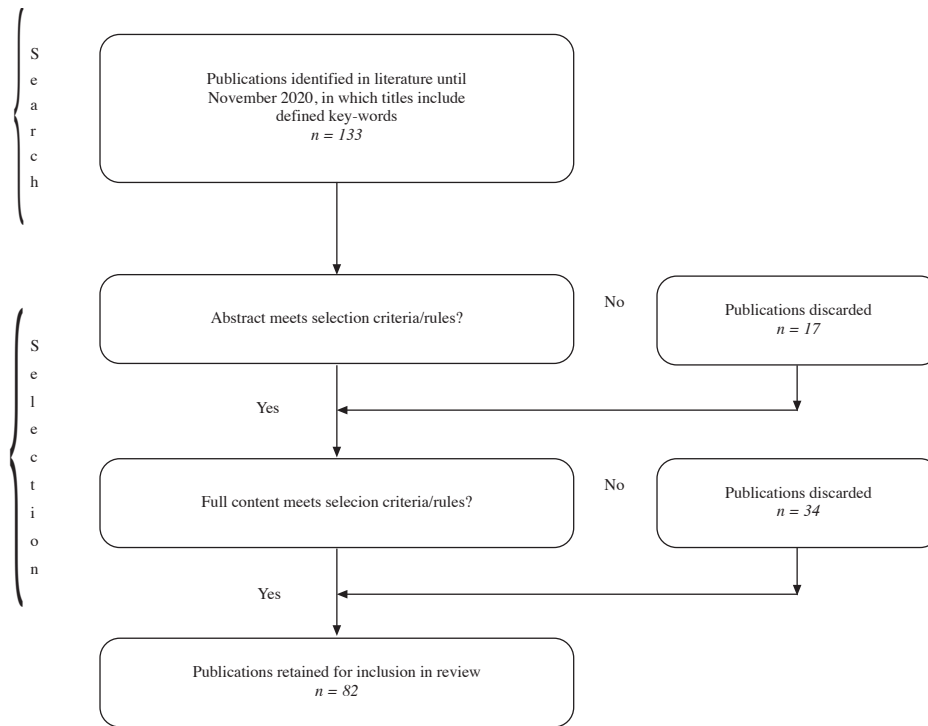 Search
Publications identified in literature until
November 2020, in which titles include
defined key-words
n = 133
Selection
Abstract meets selection criteria/rules?
No
Publications discarded
n = 17
Yes
Full content meets selecion criteria/rules?
No
Publications discarded
n = 34
Yes
Publications retained for inclusion in review
n = 82